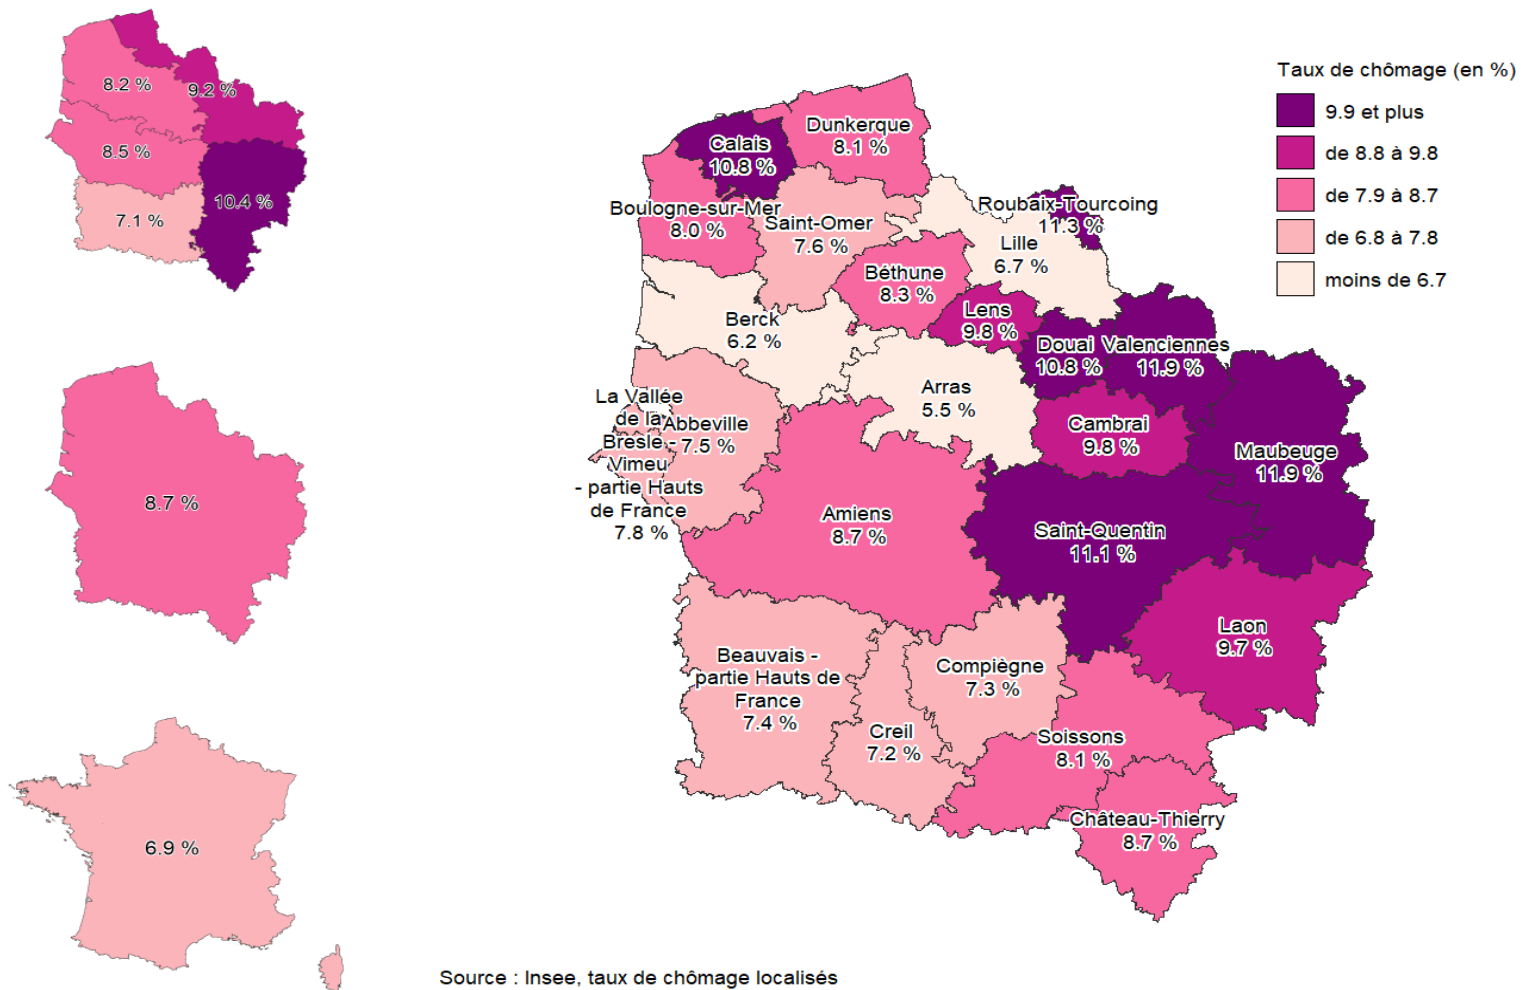 8.2 %
9.2 %
8.5 %
10.4 %
7.1 %
8.7 %
6.9 %
Dunkerque
8.1 %
Calais
10.8 %
Boulogne-sur-Mer
8.0 %
Saint-Omer
7.6 %
Roubaix-Tourcoing
11.3 %
Lille
6.7 %
Béthune
8.3 %
Berck
6.2 %
Lens
9.8 %
Douai
10.8 %
Valenciennes
11.9 %
Arras
5.5 %
La Vallée
de la
Bresle -
Vimeu
- partie Hauts
de France
7.8 %
Abbeville
7.5 %
Cambrai
9.8 %
Maubeuge
11.9 %
Amiens
8.7 %
Saint-Quentin
11.1 %
Laon
9.7 %
Beauvais -
partie Hauts de
France
7.4 %
Compiègne
7.3 %
Creil
7.2 %
Soissons
8.1 %
Château-Thierry
8.7 %
Taux de chômage (en %)
9.9 et plus
de 8.8 à 9.8
de 7.9 à 8.7
de 6.8 à 7.8
moins de 6.7
Source : Insee, taux de chômage localisés